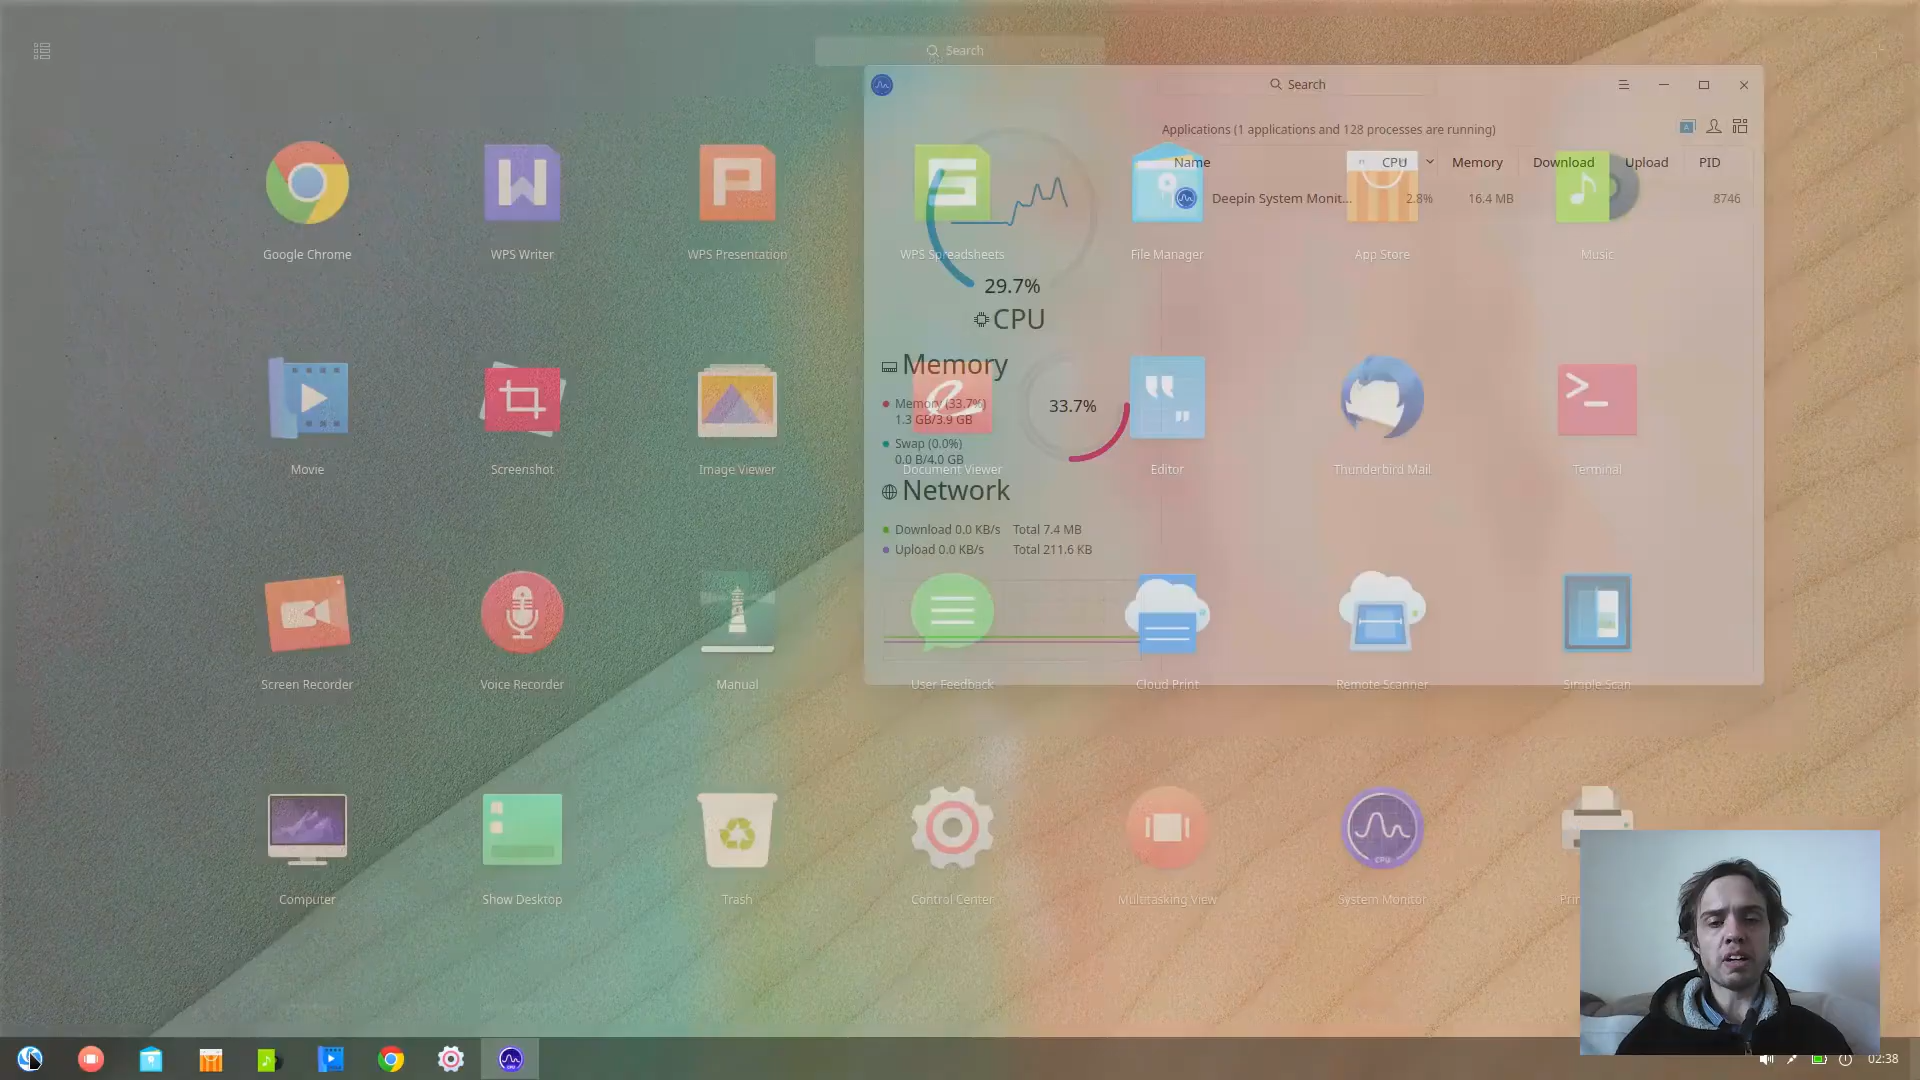 Search
Search
Applications (1 applications and 128 processes are running)
Name CPU Memory Download Upload PID
Deepin System Monit... 2.8% 16.4 MB 8746
Google Chrome WPS Writer WPS Presentation WPS Spreadsheets File Manager App Store Music
29.7%
CPU
Memory
Memory (33.7%)
1.3 GB/3.9 GB
33.7%
Swap (0.0%)
0.0 B/4.0 GB
Movie Screenshot Image Viewer Document Viewer Editor Thunderbird Mail Terminal
Network
Download 0.0 KB/s Total 7.4 MB
Upload 0.0 KB/s Total 211.6 KB
Screen Recorder Voice Recorder Manual User Feedback Cloud Print Remote Scanner Simple Scan
CPU
Computer Show Desktop Trash Control Center Multitasking View System Monitor
02:38